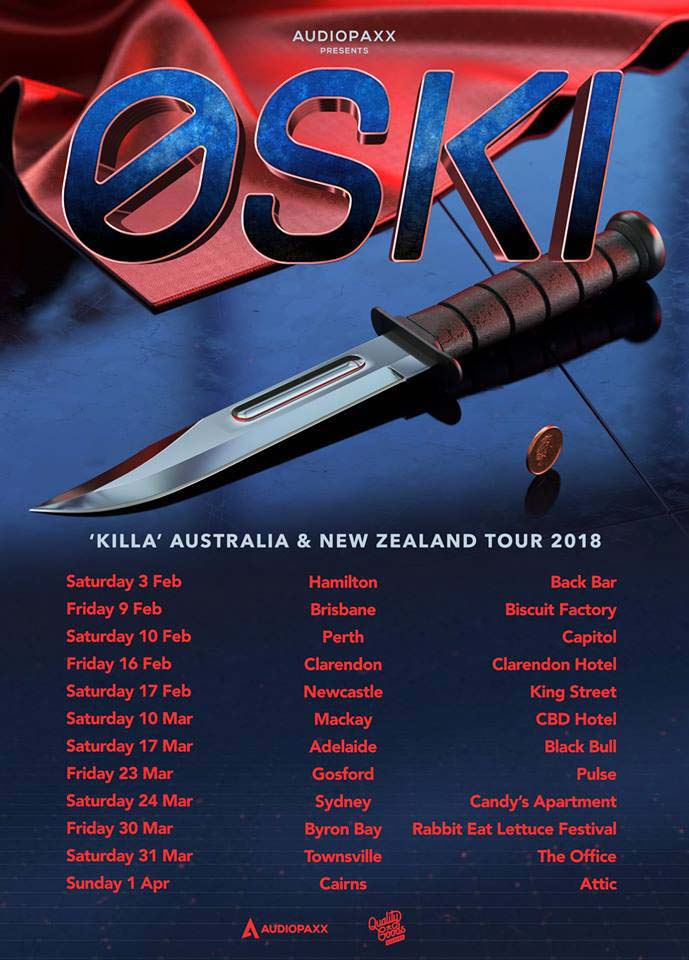 AUDIOPAXX
PRESENTS
ØSKI
‘KILLA’ AUSTRALIA & NEW ZEALAND TOUR 2018
Saturday 3 Feb Hamilton Back Bar
Friday 9 Feb Brisbane Biscuit Factory
Saturday 10 Feb Perth Capitol
Friday 16 Feb Clarendon Clarendon Hotel
Saturday 17 Feb Newcastle King Street
Saturday 10 Mar Mackay CBD Hotel
Saturday 17 Mar Adelaide Black Bull
Friday 23 Mar Gosford Pulse
Saturday 24 Mar Sydney Candy’s Apartment
Friday 30 Mar Byron Bay Rabbit Eat Lettuce Festival
Saturday 31 Mar Townsville The Office
Sunday 1 Apr Cairns Attic
AUDIOPAXX
Quality
Goods